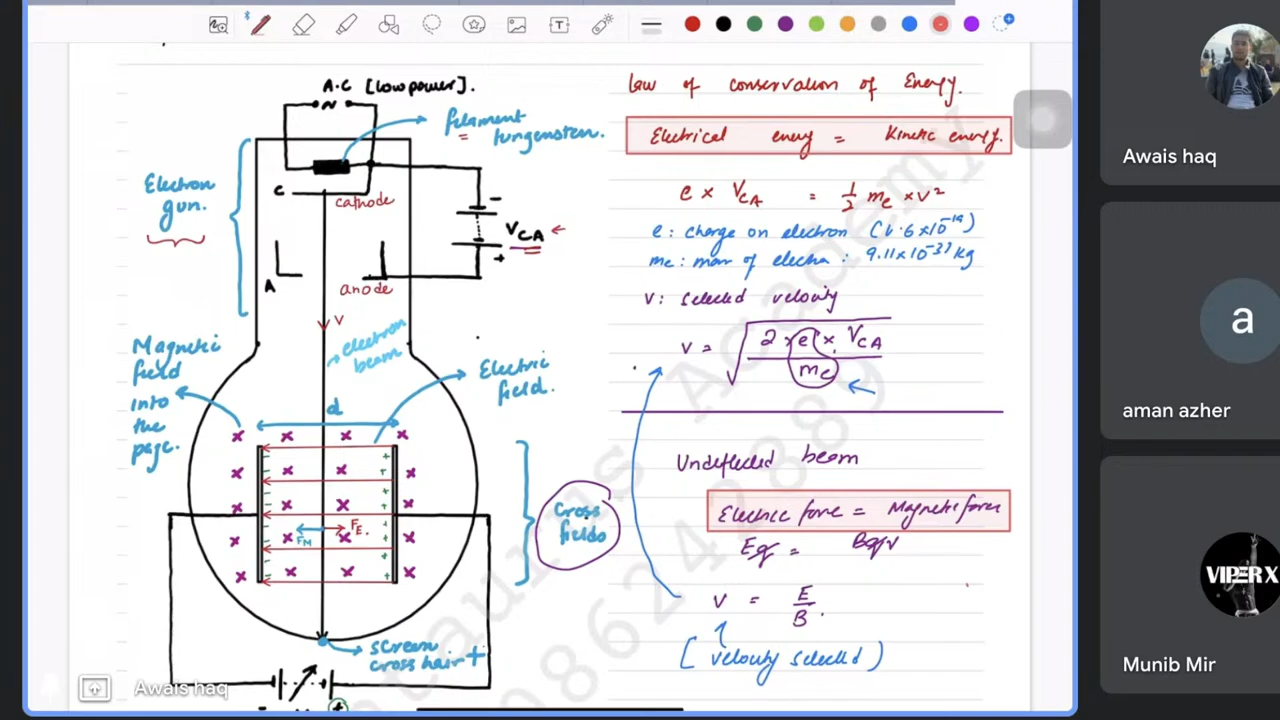 A.C [low power].
filament
tungensten.
Electron
gun.
C
cathode
VCA
-
+
A
anode
V
electron
beam
Magnetic
field
into
the
page.
Electric
field.
d
Cross
fields
FM
FE.
screen
cross hair +
law of conservation of Energy.
Electrical energy = Kinetic energy.
e × VCA = 1/2 me × v²
e: charge on electron (1.6×10⁻¹⁹)
me: mass of electron: 9.11×10⁻³¹ kg
v: selected velocity
v = √(2 × e × VCA / me)
Undeflected beam
Electric force = Magnetic force
Eq = Bqv
v = E/B.
[velocity selected)
taurus Academy
086242889
Awais haq
T
Awais haq
a
aman azher
VIPER X
Munib Mir